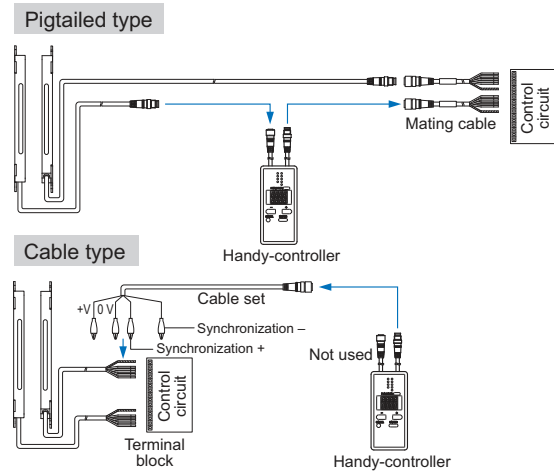 Pigtailed type
Mating cable
Control
circuit
Handy-controller
Cable type
+V
0 V
Cable set
Synchronization –
Synchronization +
Not used
Control
circuit
Terminal
block
Handy-controller